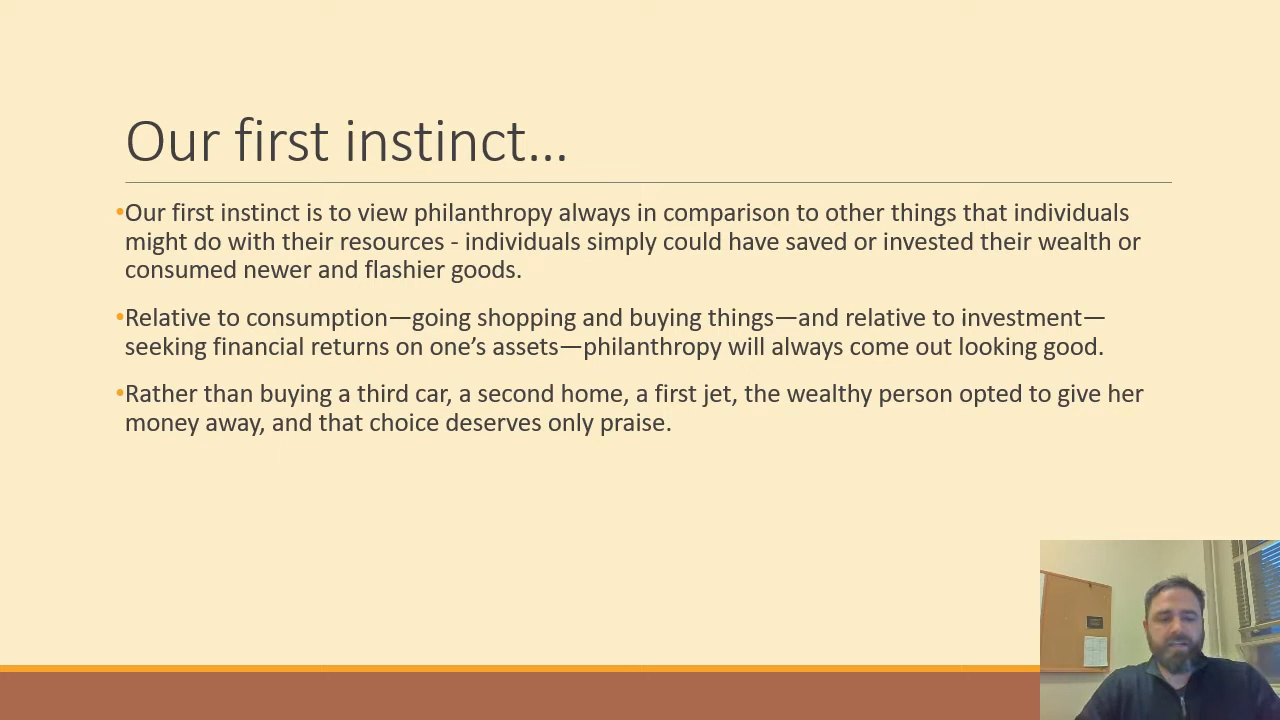 Our first instinct...
•Our first instinct is to view philanthropy always in comparison to other things that individuals
might do with their resources - individuals simply could have saved or invested their wealth or
consumed newer and flashier goods.
•Relative to consumption—going shopping and buying things—and relative to investment—
seeking financial returns on one’s assets—philanthropy will always come out looking good.
•Rather than buying a third car, a second home, a first jet, the wealthy person opted to give her
money away, and that choice deserves only praise.